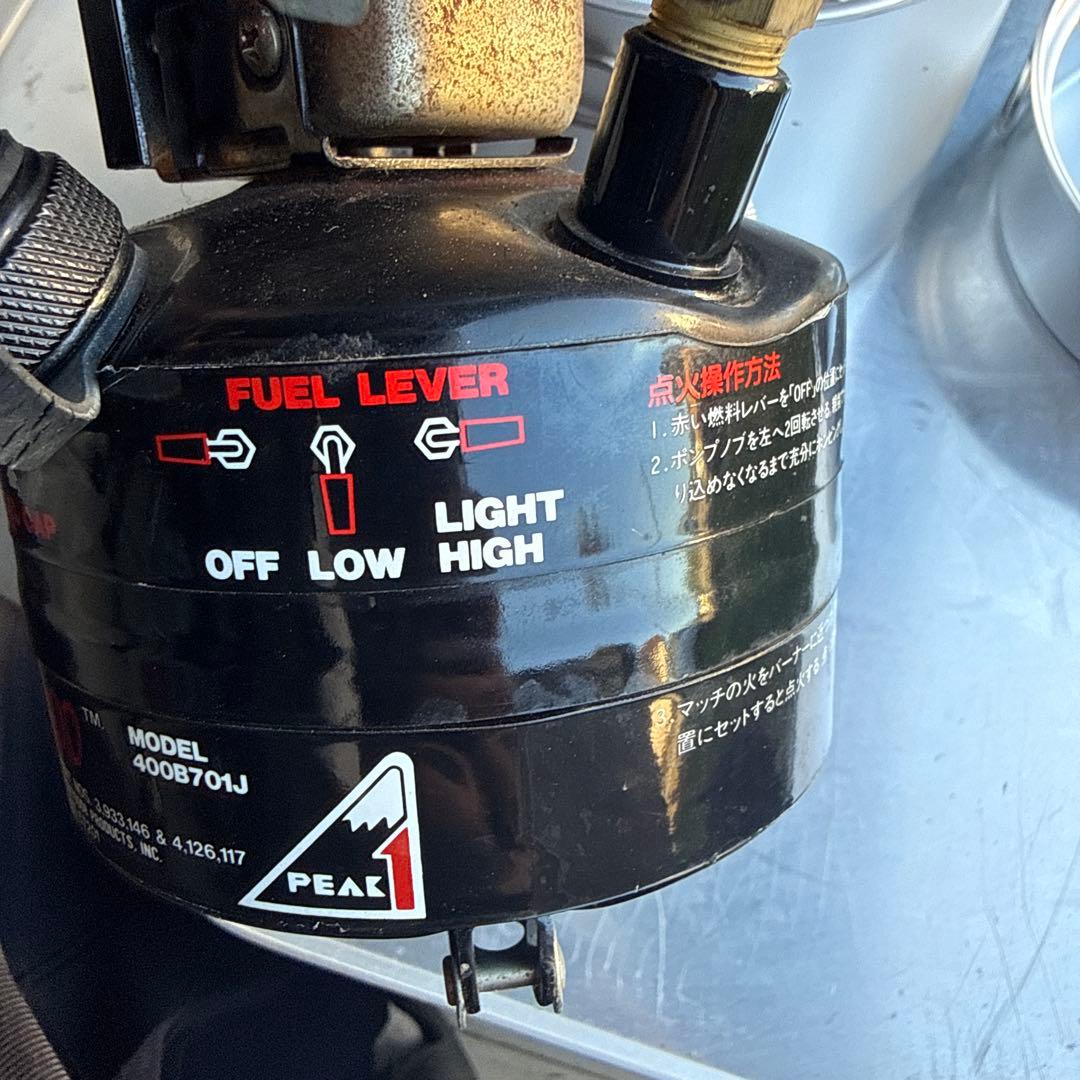 FUEL LEVER
OFF LOW
LIGHT
HIGH
点火操作方法
1. 赤い燃料レバーを「OFF」の位置に
2. ポンプノブを左へ2回転させる
り込めなくなるまで充分に
3. マッチの火をバーナーに
置にセットすると点火する
TM
MODEL
400B701J
3,933,146 & 4,126,117
PRODUCTS, INC.
PEAK 1